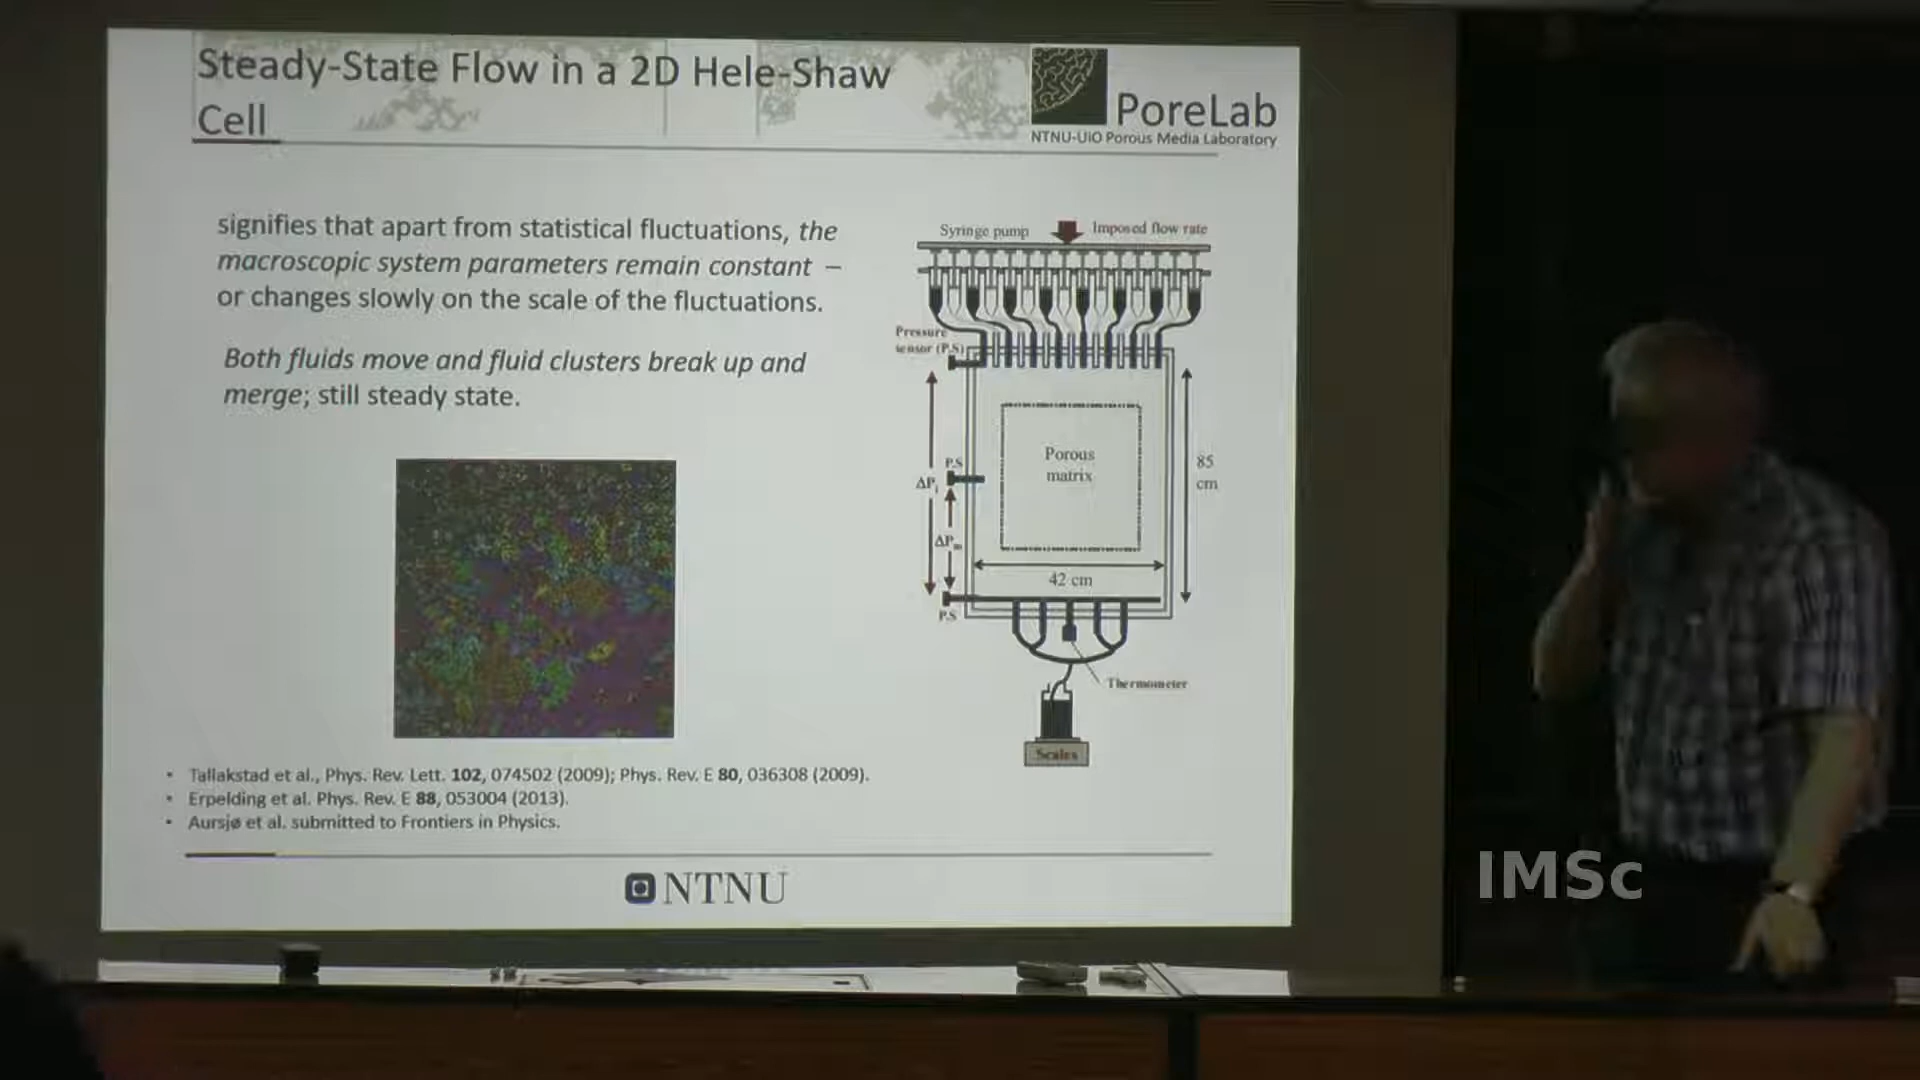 Steady-State Flow in a 2D Hele-Shaw
Cell
PoreLab
NTNU-UiO Porous Media Laboratory
signifies that apart from statistical fluctuations, the
macroscopic system parameters remain constant –
or changes slowly on the scale of the fluctuations.
Both fluids move and fluid clusters break up and
merge; still steady state.
Syringe pump
Imposed flow rate
Pressure
sensor (P.S)
P.S
ΔPi
ΔPm
P.S
Porous
matrix
85
cm
42 cm
Thermometer
Scales
• Tallakstad et al., Phys. Rev. Lett. 102, 074502 (2009); Phys. Rev. E 80, 036308 (2009).
• Erpelding et al. Phys. Rev. E 88, 053004 (2013).
• Aursjø et al. submitted to Frontiers in Physics.
NTNU
IMSc